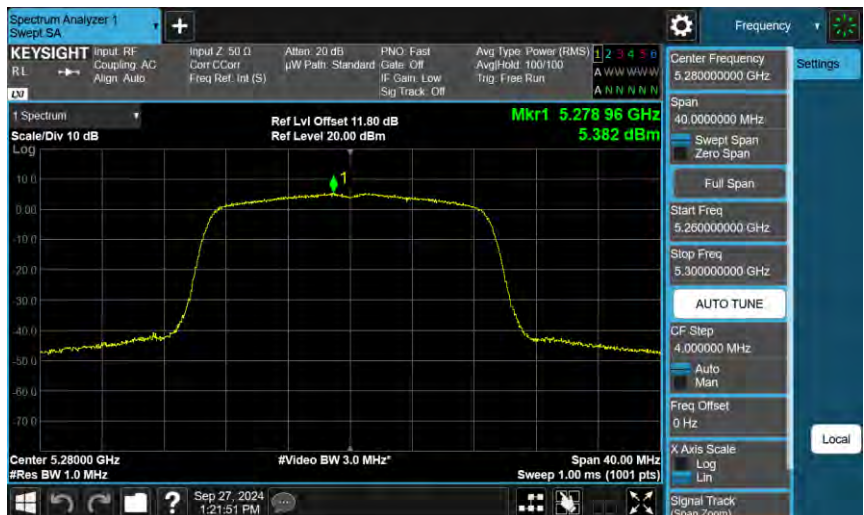 Spectrum Analyzer 1
Swept SA
Frequency
KEYSIGHT
RL
LXI
Input: RF
Coupling: AC
Align: Auto
Input Z: 50 Ω
Corr CCorr
Freq Ref: Int (S)
Atten: 20 dB
µW Path: Standard
PNO: Fast
Gate: Off
IF Gain: Low
Sig Track: Off
Avg Type: Power (RMS)
Avg|Hold: 100/100
Trig: Free Run
1 2 3 4 5 6
A W W W W W
A N N N N N
1 Spectrum
Scale/Div 10 dB
Log
Ref Lvl Offset 11.80 dB
Ref Level 20.00 dBm
Mkr1 5.278 96 GHz
5.382 dBm
1
10.0
0.00
-10.0
-20.0
-30.0
-40.0
-50.0
-60.0
-70.0
Center 5.28000 GHz
#Res BW 1.0 MHz
#Video BW 3.0 MHz*
Span 40.00 MHz
Sweep 1.00 ms (1001 pts)
Sep 27, 2024
1:21:51 PM
Center Frequency
5.280000000 GHz
Span
40.0000000 MHz
Swept Span
Zero Span
Full Span
Start Freq
5.260000000 GHz
Stop Freq
5.300000000 GHz
AUTO TUNE
CF Step
4.000000 MHz
Auto
Man
Freq Offset
0 Hz
X Axis Scale
Log
Lin
Signal Track
(Span Zoom)
Settings
Local